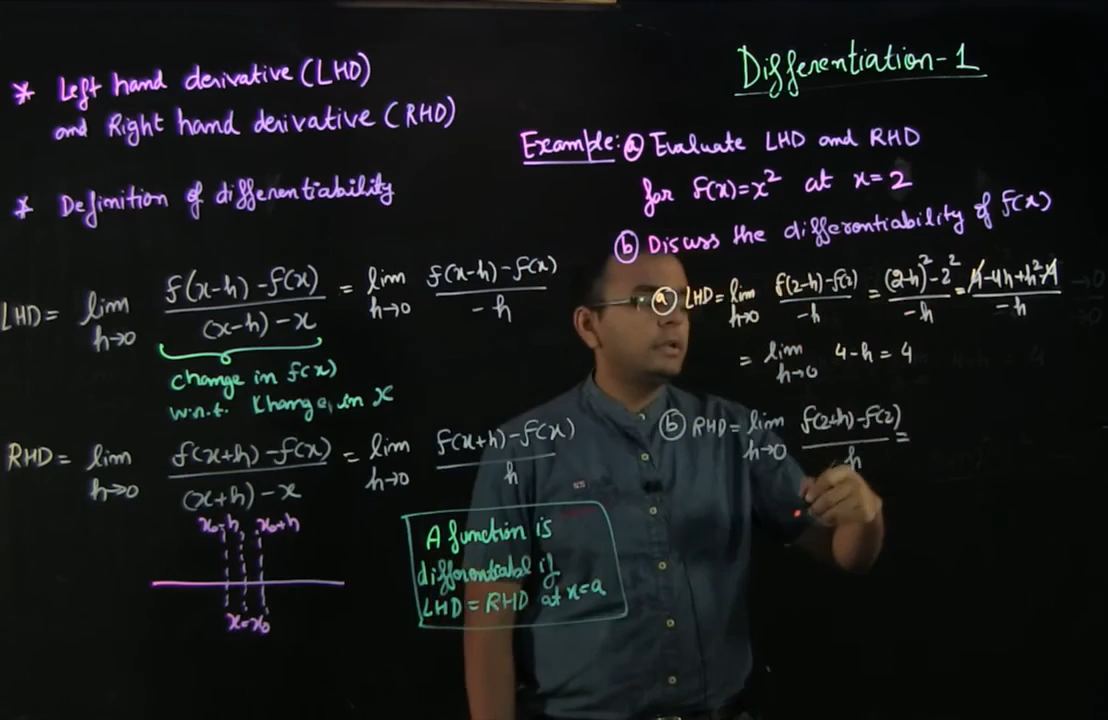 Differentiation-1
* Left hand derivative (LHD)
and Right hand derivative (RHD)
* Definition of differentiability
LHD = lim h→0 (f(x-h) - f(x))/((x-h) - x) = lim h→0 (f(x-h) - f(x))/(-h)
change in f(x)
w.r.t. change in x
RHD = lim h→0 (f(x+h) - f(x))/((x+h) - x) = lim h→0 (f(x+h) - f(x))/h
x₀-h x₀+h
x=x₀
A function is
differentiabl if
LHD = RHD at x=a
Example: ⓐ Evaluate LHD and RHD
for f(x)=x² at x=2
ⓑ Discuss the differentiability of f(x)
ⓐ LHD = lim h→0 (f(2-h)-f(2))/(-h) = ((2-h)²-2²)/(-h) = (4-4h+h²-4)/(-h)
= lim h→0 4-h = 4
ⓑ RHD = lim h→0 (f(2+h)-f(2))/h =